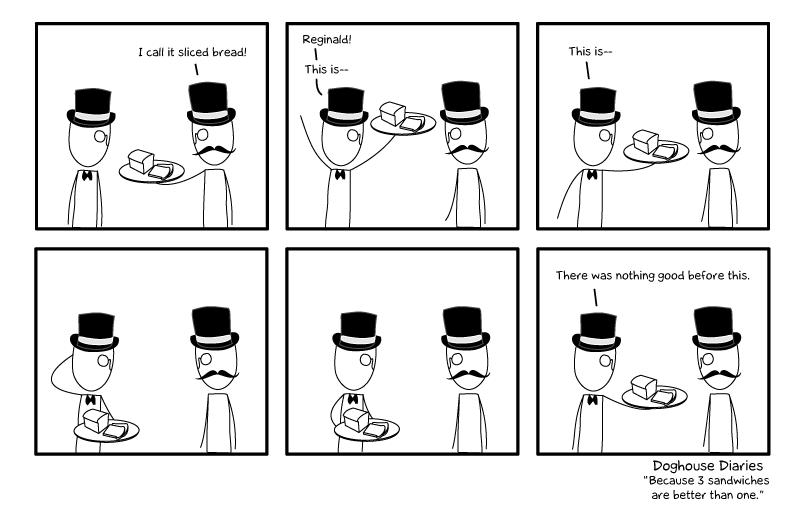 I call it sliced bread!
Reginald!
This is--
This is--
There was nothing good before this.
Doghouse Diaries
"Because 3 sandwiches
are better than one."